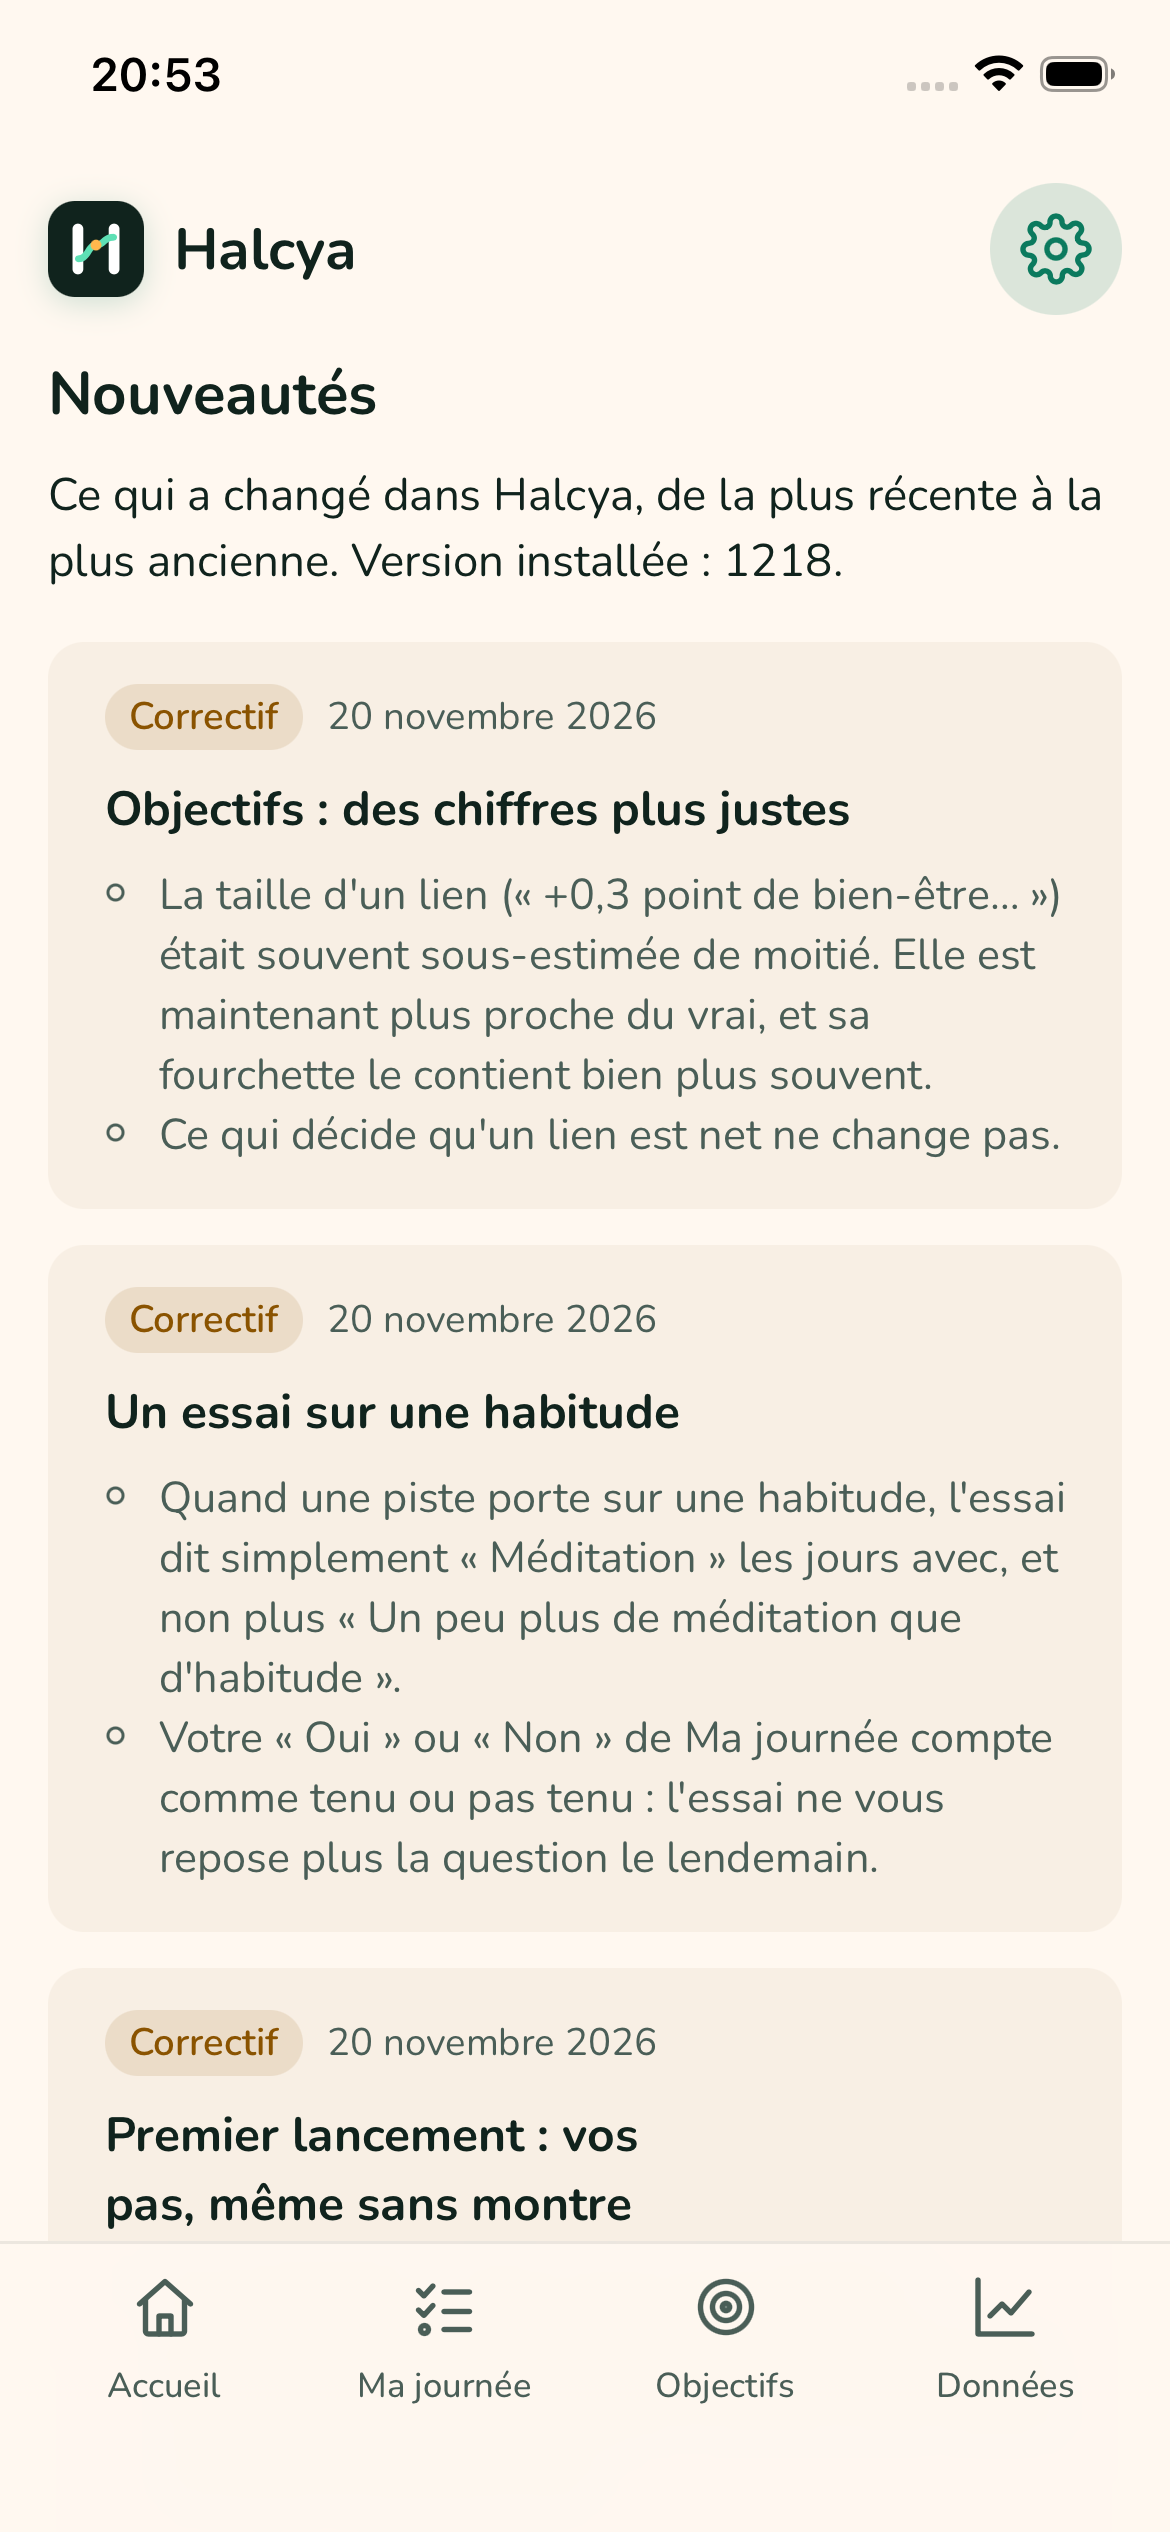 20:53
Halcya
Nouveautés
Ce qui a changé dans Halcya, de la plus récente à la
plus ancienne. Version installée : 1218.
Correctif 20 novembre 2026
Objectifs : des chiffres plus justes
La taille d'un lien (« +0,3 point de bien-être... »)
était souvent sous-estimée de moitié. Elle est
maintenant plus proche du vrai, et sa
fourchette le contient bien plus souvent.
Ce qui décide qu'un lien est net ne change pas.
Correctif 20 novembre 2026
Un essai sur une habitude
Quand une piste porte sur une habitude, l'essai
dit simplement « Méditation » les jours avec, et
non plus « Un peu plus de méditation que
d'habitude ».
Votre « Oui » ou « Non » de Ma journée compte
comme tenu ou pas tenu : l'essai ne vous
repose plus la question le lendemain.
Correctif 20 novembre 2026
Premier lancement : vos
pas, même sans montre
Accueil
Ma journée
Objectifs
Données